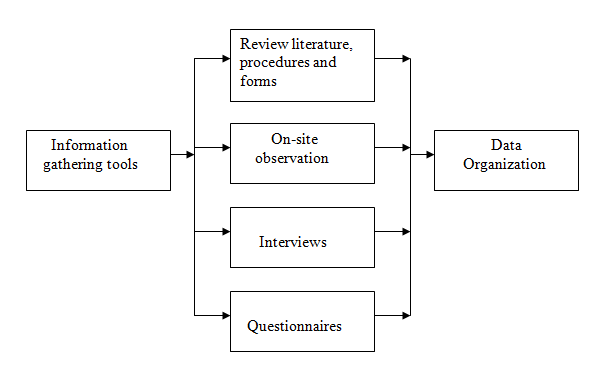 Review literature,
procedures and
forms
Information
gathering tools
On-site
observation
Interviews
Questionnaires
Data
Organization